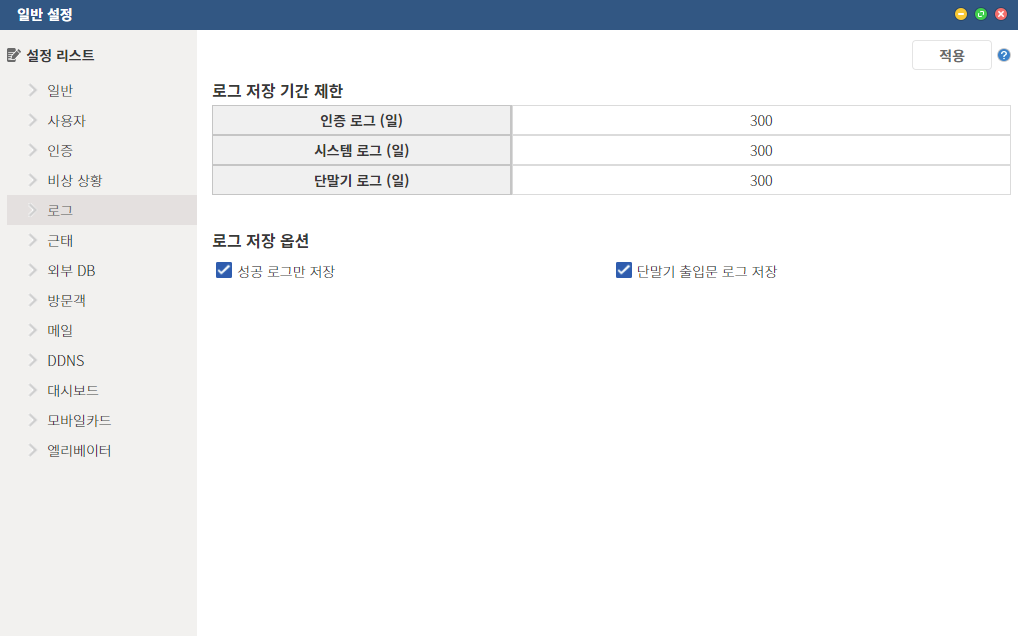 일반 설정
설정 리스트
일반
사용자
인증
비상 상황
로그
근태
외부 DB
방문객
메일
DDNS
대시보드
모바일카드
엘리베이터
적용
로그 저장 기간 제한
인증 로그 (일) 300
시스템 로그 (일) 300
단말기 로그 (일) 300
로그 저장 옵션
성공 로그만 저장 단말기 출입문 로그 저장